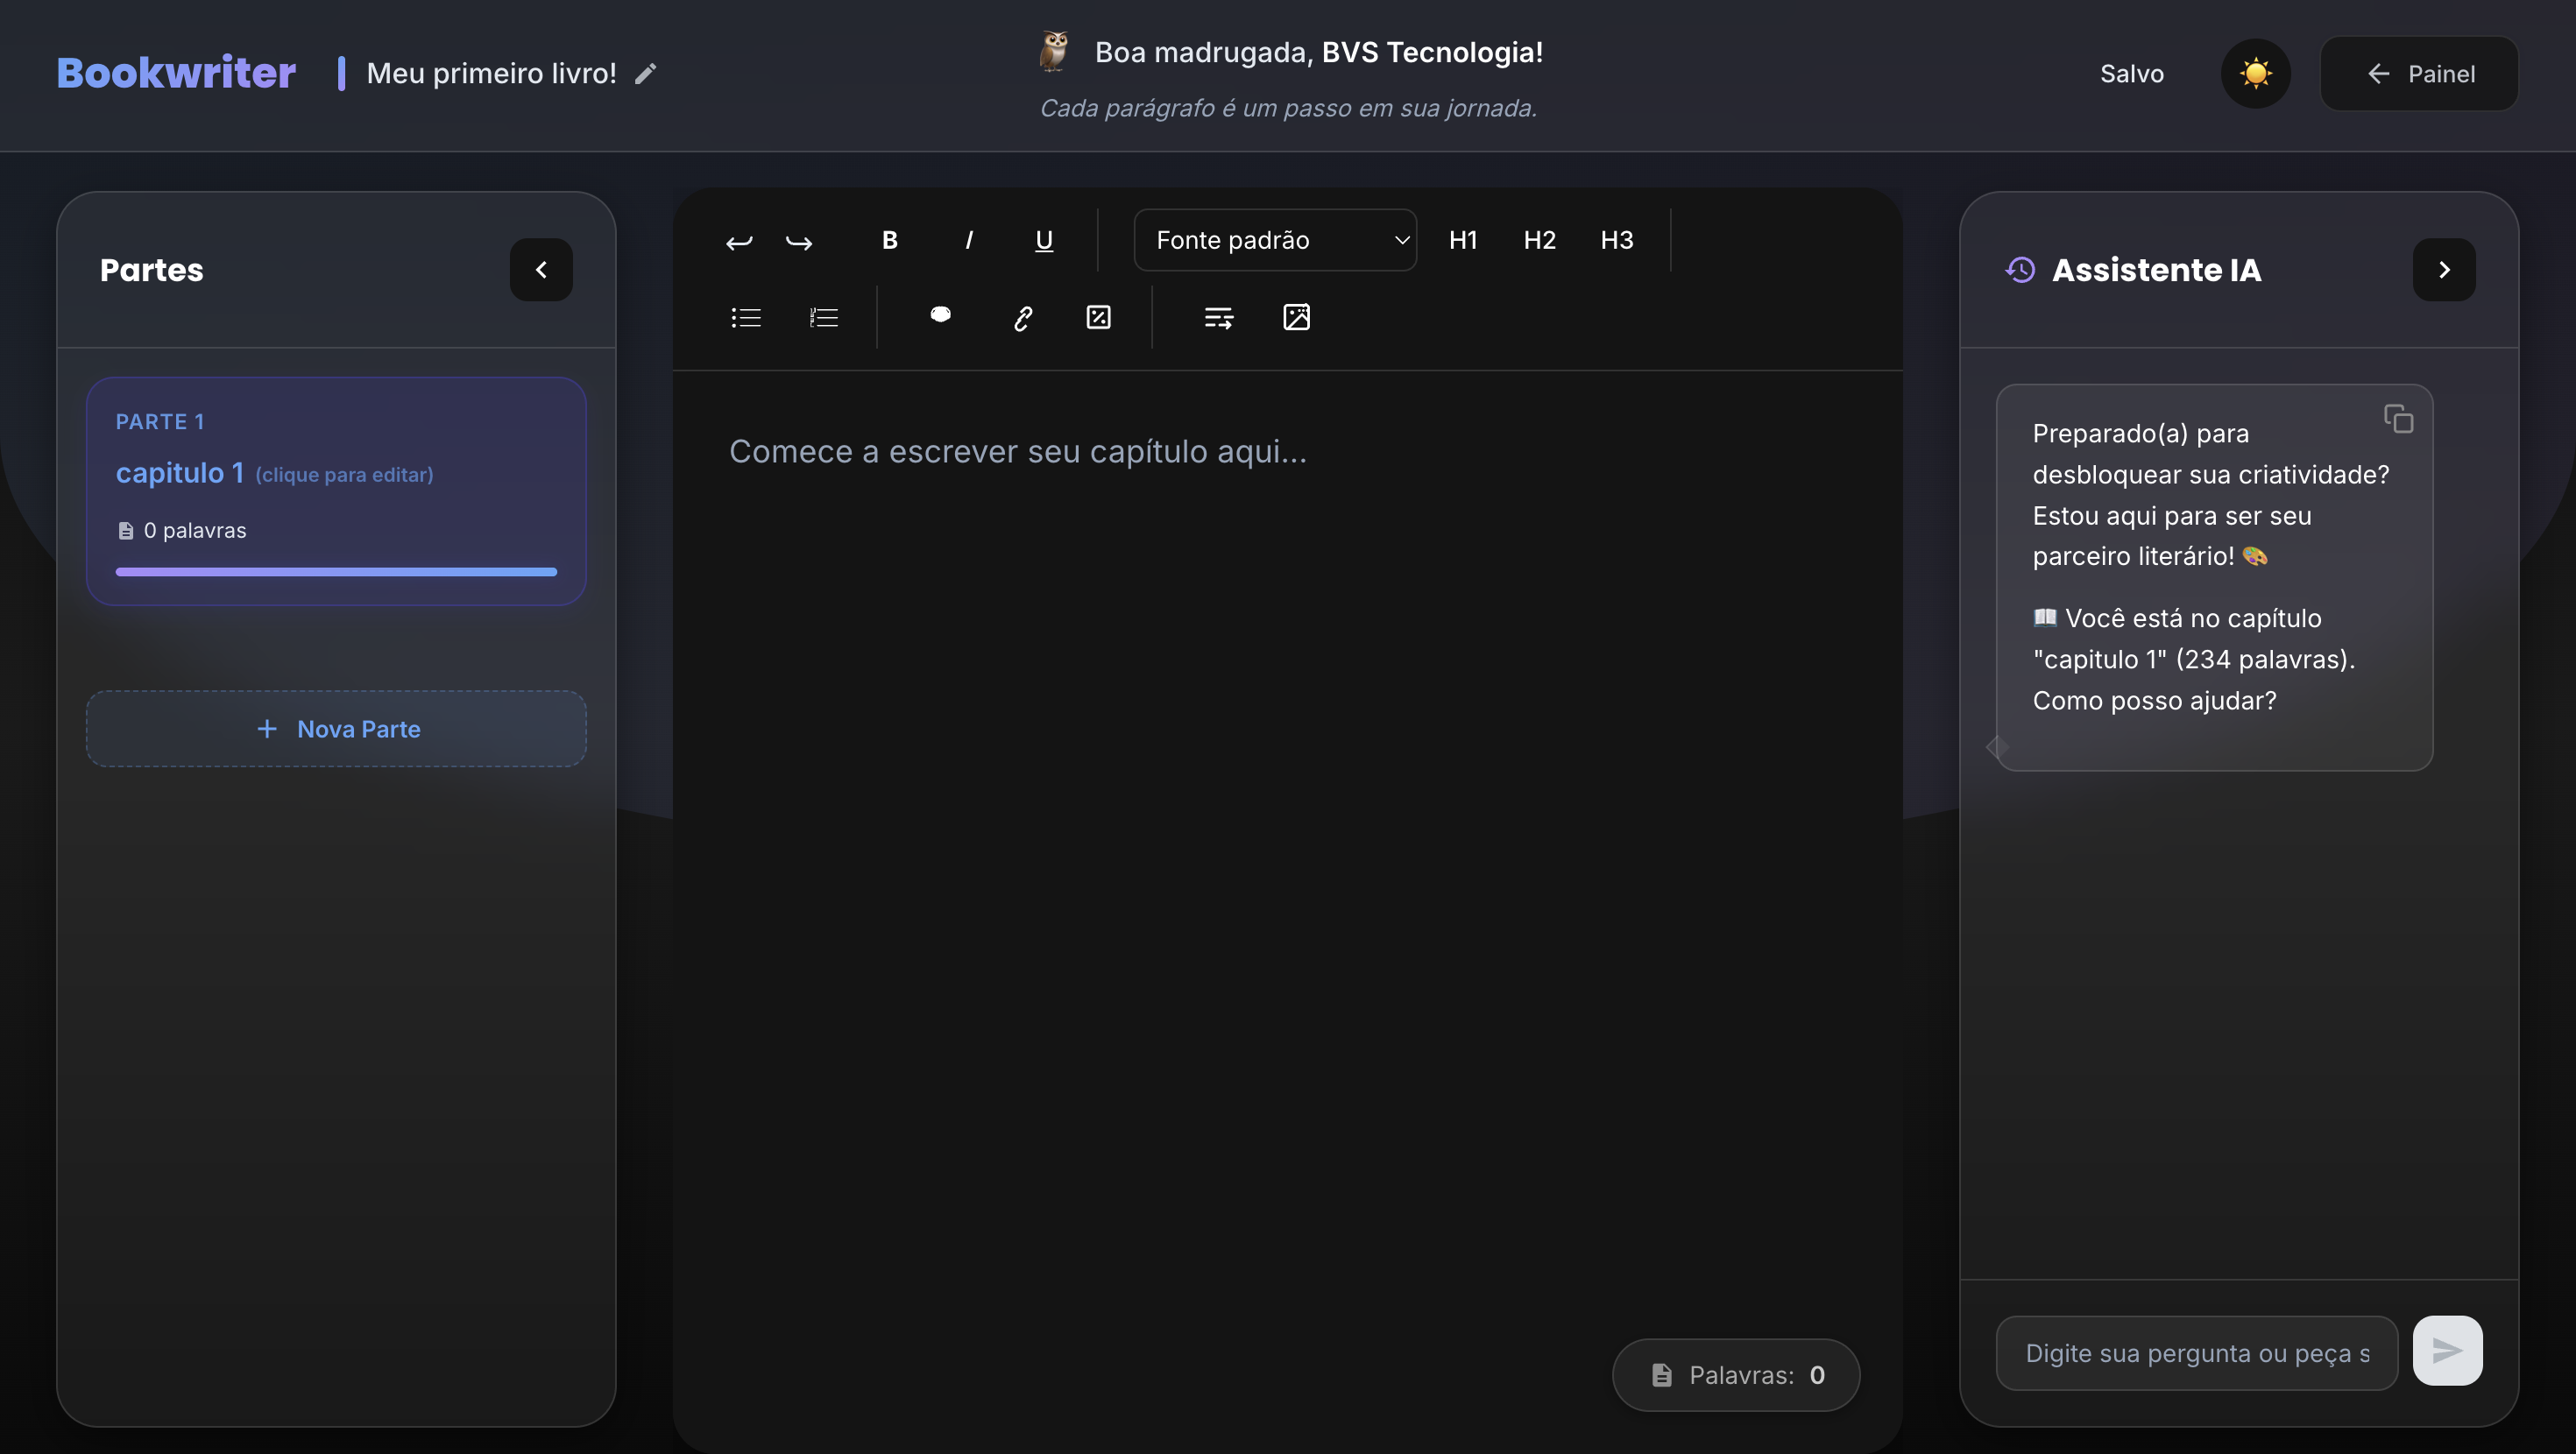 Bookwriter
Meu primeiro livro!
🦉 Boa madrugada, BVS Tecnologia!
Cada parágrafo é um passo em sua jornada.
Salvo
Painel
Partes
PARTE 1
capitulo 1 (clique para editar)
0 palavras
Nova Parte
B I U Fonte padrão H1 H2 H3
Comece a escrever seu capítulo aqui...
Palavras: 0
Assistente IA
Preparado(a) para
desbloquear sua criatividade?
Estou aqui para ser seu
parceiro literário! 🎨
📖 Você está no capítulo
"capitulo 1" (234 palavras).
Como posso ajudar?
Digite sua pergunta ou peça s